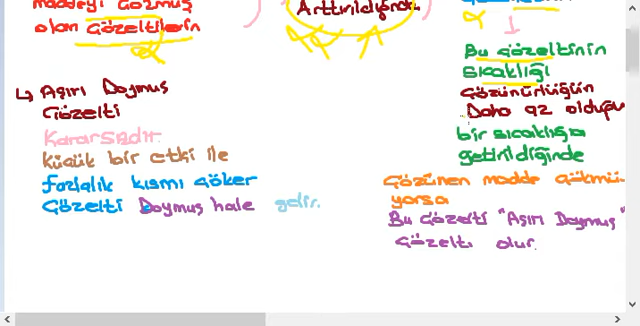 maddeyi çözmüş
olan çözeltilerin
Arttırıldığında
Bu çözeltinin
sıcaklığı
çözünürlüğün
Daha az olduğu
bir sıcaklığa
getirildiğinde
çözünen madde çökmü-
yorsa
Bu çözelti "Aşırı Doymuş"
çözelti olur.
↳ Aşırı Doymuş
çözelti
Kararsızdır.
küçük bir etki ile
fazlalık kısmı çöker
çözelti Doymuş hale gelir.